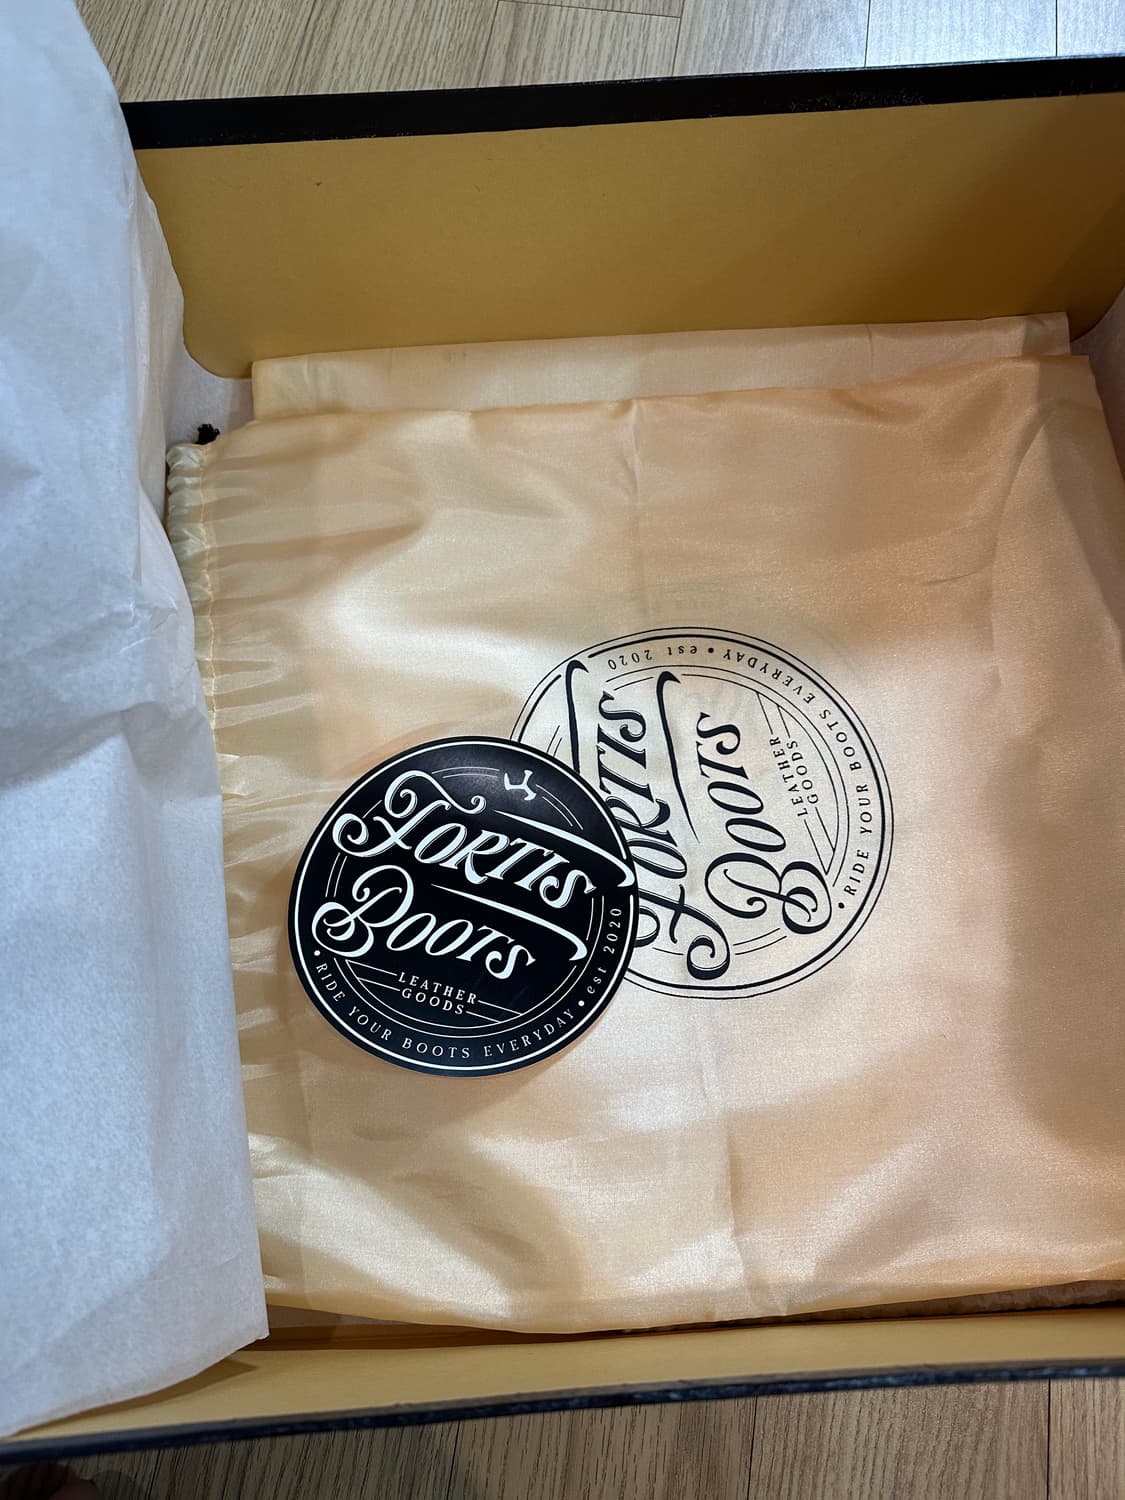 FORTIS
BOOTS
LEATHER
GOODS
• RIDE YOUR BOOTS EVERYDAY • est 2020
FORTIS
BOOTS
LEATHER
GOODS
• RIDE YOUR BOOTS EVERYDAY • est 2020